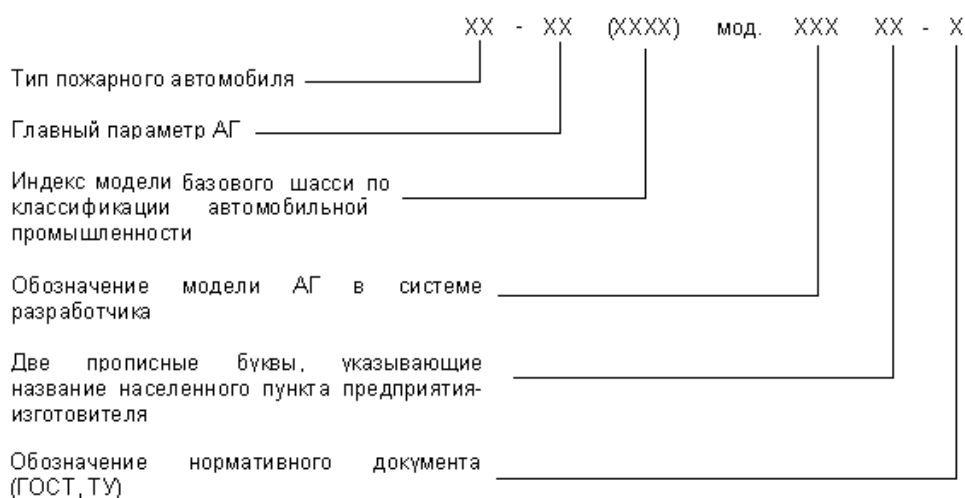 XX - XX (XXXX) мод. XXX XX - X
Тип пожарного автомобиля
Главный параметр АГ
Индекс модели базового шасси по
классификации автомобильной
промышленности
Обозначение модели АГ в системе
разработчика
Две прописные буквы, указывающие
название населенного пункта предприятия-
изготовителя
Обозначение нормативного документа
(ГОСТ, ТУ)